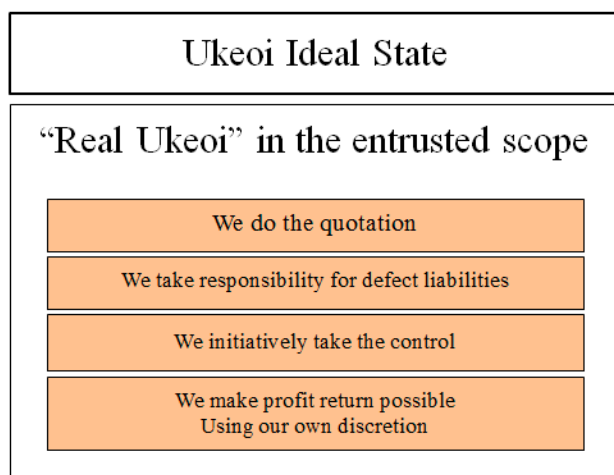 Ukeoi Ideal State
“Real Ukeoi” in the entrusted scope
We do the quotation
We take responsibility for defect liabilities
We initiatively take the control
We make profit return possible
Using our own discretion